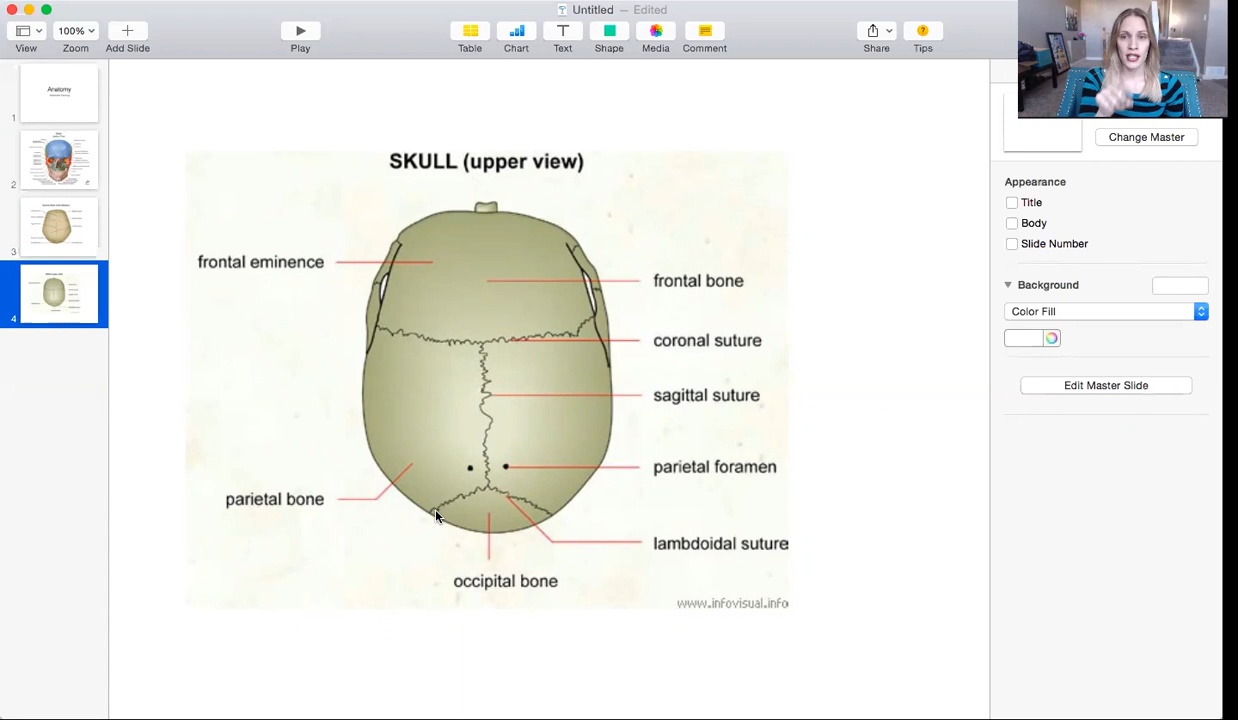 Untitled — Edited
View
100%
Zoom
Add Slide
Play
Table
Chart
Text
Shape
Media
Comment
Share
Tips
Anatomy
1
2
3
4
SKULL (upper view)
frontal eminence
frontal bone
coronal suture
sagittal suture
parietal foramen
parietal bone
lambdoidal suture
occipital bone
www.infovisual.info
Change Master
Appearance
Title
Body
Slide Number
Background
Color Fill
Edit Master Slide